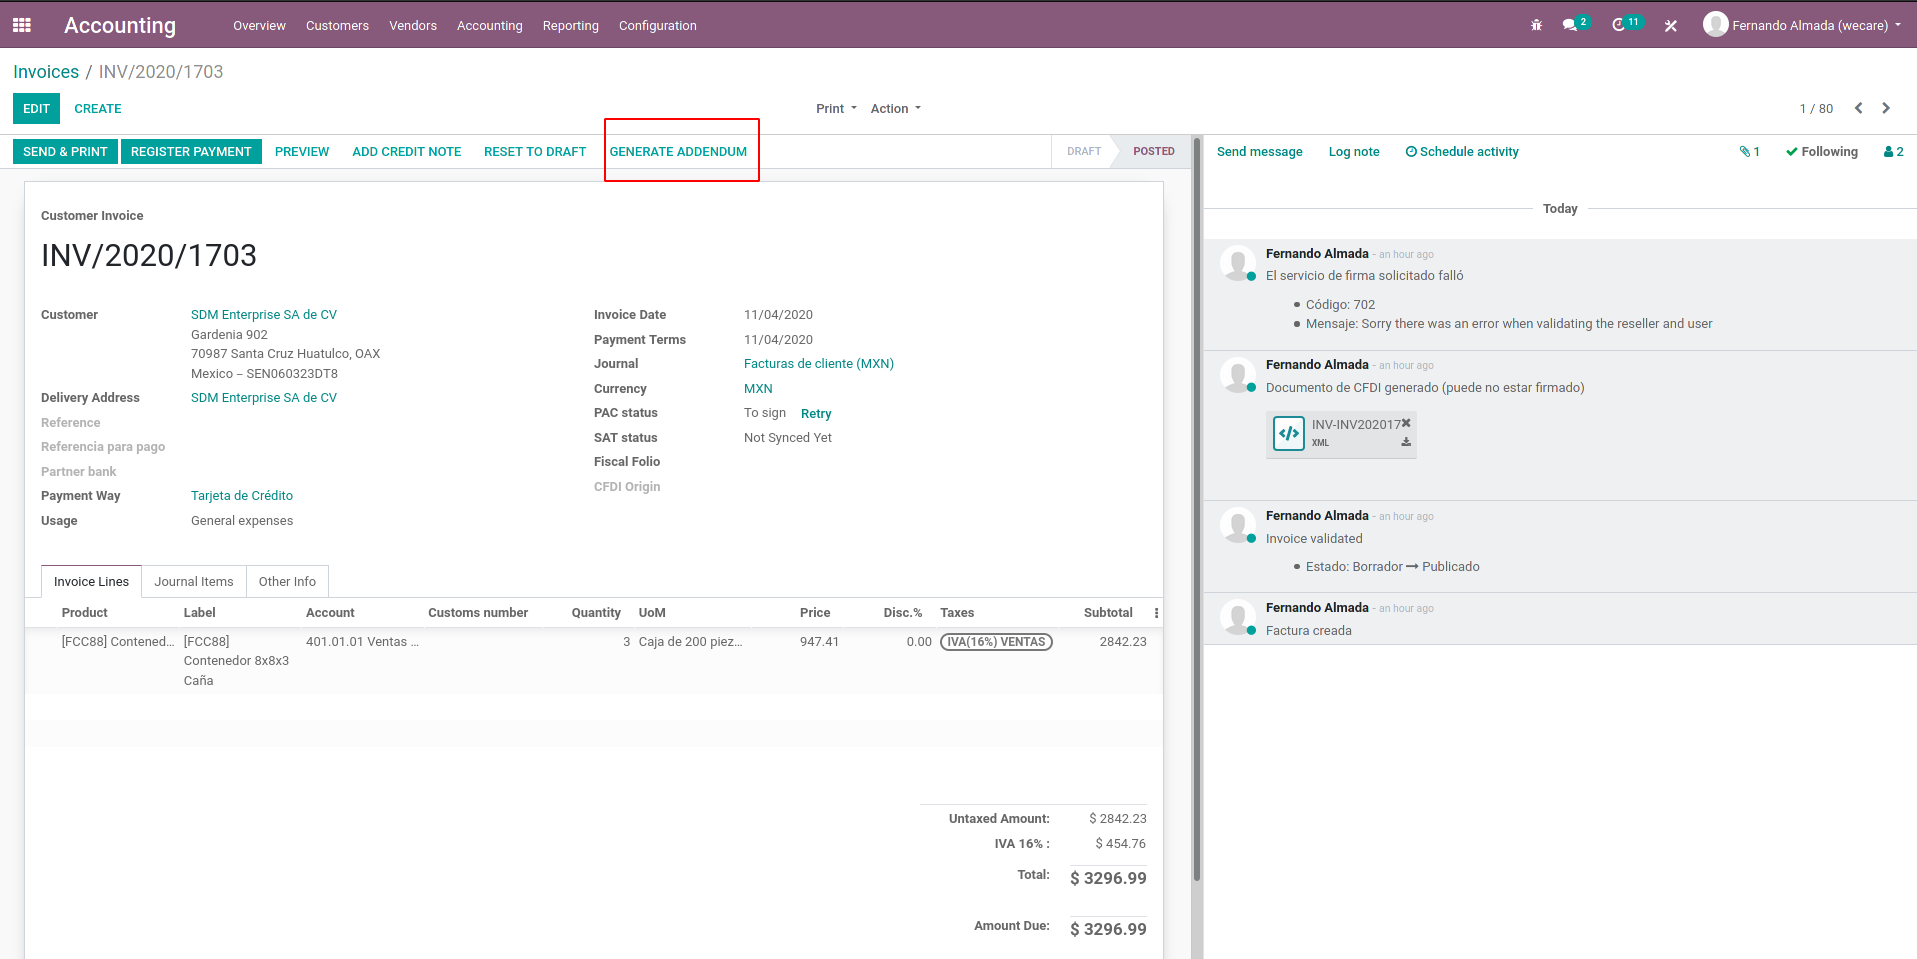 Accounting
Overview Customers Vendors Accounting Reporting Configuration
2 11 Fernando Almada (wecare)
Invoices / INV/2020/1703
EDIT CREATE Print Action 1 / 80
SEND & PRINT REGISTER PAYMENT PREVIEW ADD CREDIT NOTE RESET TO DRAFT GENERATE ADDENDUM DRAFT POSTED
Customer Invoice
INV/2020/1703
Customer SDM Enterprise SA de CV
Gardenia 902
70987 Santa Cruz Huatulco, OAX
Mexico – SEN060323DT8
Delivery Address SDM Enterprise SA de CV
Reference
Referencia para pago
Partner bank
Payment Way Tarjeta de Crédito
Usage General expenses
Invoice Date 11/04/2020
Payment Terms 11/04/2020
Journal Facturas de cliente (MXN)
Currency MXN
PAC status To sign Retry
SAT status Not Synced Yet
Fiscal Folio
CFDI Origin
Invoice Lines Journal Items Other Info
Product Label Account Customs number Quantity UoM Price Disc.% Taxes Subtotal
[FCC88] Contened... [FCC88] 401.01.01 Ventas ... 3 Caja de 200 piez... 947.41 0.00 IVA(16%) VENTAS 2842.23
Contenedor 8x8x3
Caña
Untaxed Amount: $ 2842.23
IVA 16% : $ 454.76
Total: $ 3296.99
Amount Due: $ 3296.99
Send message Log note Schedule activity 1 Following 2
Today
Fernando Almada - an hour ago
El servicio de firma solicitado falló
Código: 702
Mensaje: Sorry there was an error when validating the reseller and user
Fernando Almada - an hour ago
Documento de CFDI generado (puede no estar firmado)
INV-INV202017
XML
Fernando Almada - an hour ago
Invoice validated
Estado: Borrador → Publicado
Fernando Almada - an hour ago
Factura creada